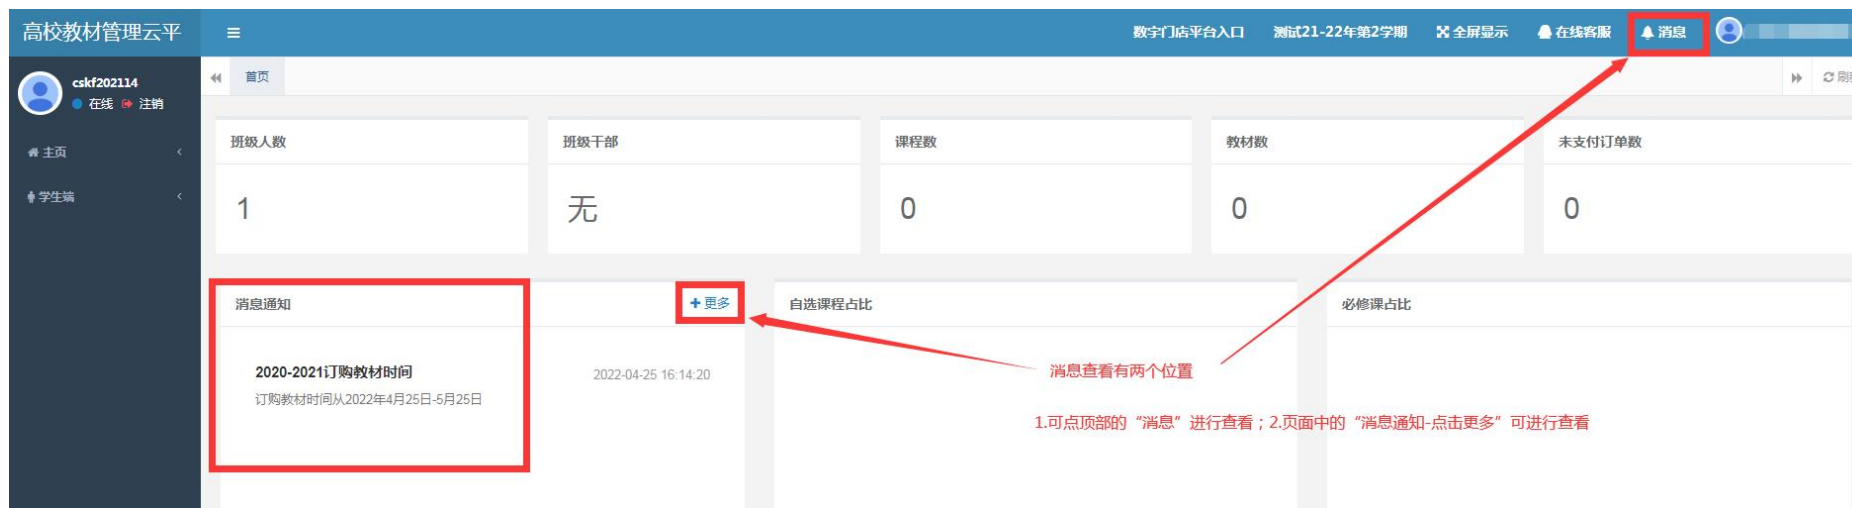 高校教材管理云平
数字门店平台入口 测试21-22年第2学期 全屏显示 在线客服 消息
cskf202114
在线 注销
首页
主页
学生端
班级人数 班级干部 课程数 教材数 未支付订单数
1 无 0 0 0
消息通知 更多 自选课程占比 必修课占比
2020-2021订购教材时间 2022-04-25 16:14:20
订购教材时间从2022年4月25日-5月25日
消息查看有两个位置
1.可点顶部的“消息”进行查看；2.页面中的“消息通知-点击更多”可进行查看